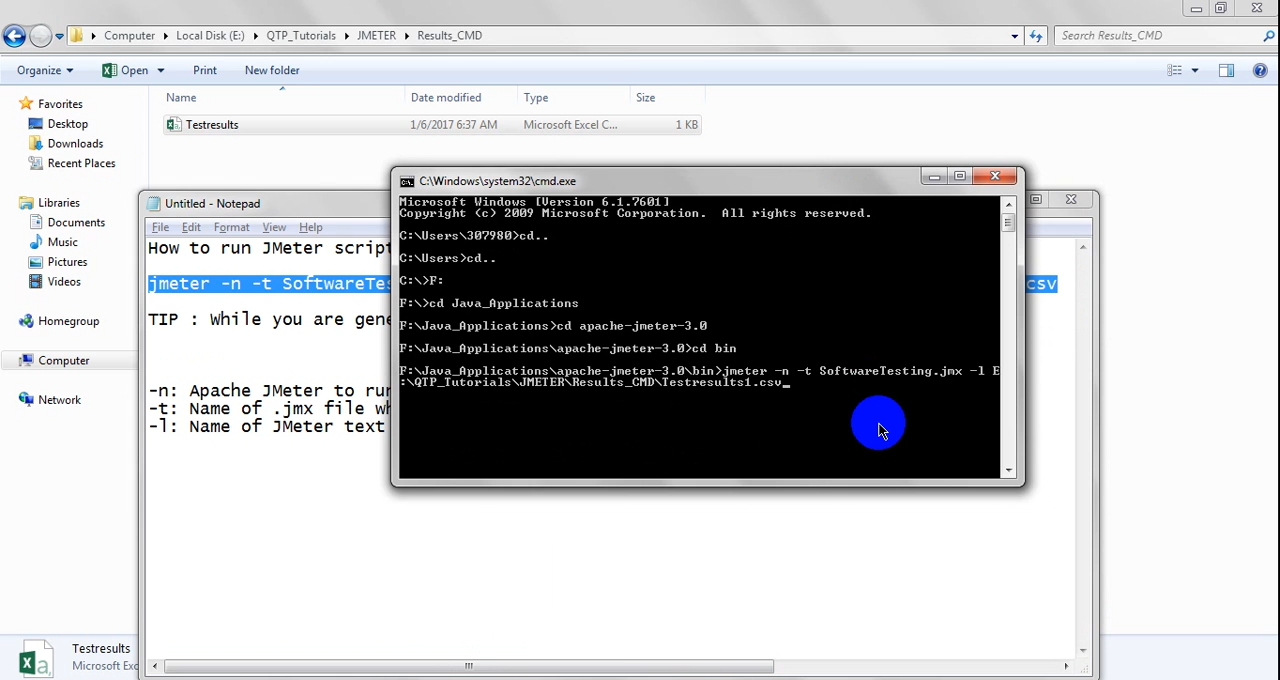 Computer ▸ Local Disk (E:) ▸ QTP_Tutorials ▸ JMETER ▸ Results_CMD
Search Results_CMD
Organize
Open
Print
New folder
Favorites
Desktop
Downloads
Recent Places
Libraries
Documents
Music
Pictures
Videos
Homegroup
Computer
Network
Name
Date modified
Type
Size
Testresults
1/6/2017 6:37 AM
Microsoft Excel C...
1 KB
Untitled - Notepad
File Edit Format View Help
How to run JMeter script
jmeter -n -t SoftwareTes
csv
TIP : While you are gene
-n: Apache JMeter to run
-t: Name of .jmx file wh
-l: Name of JMeter text
C:\Windows\system32\cmd.exe
Microsoft Windows [Version 6.1.7601]
Copyright (c) 2009 Microsoft Corporation.  All rights reserved.
C:\Users\307980>cd..
C:\Users>cd..
C:\>F:
F:\>cd Java_Applications
F:\Java_Applications>cd apache-jmeter-3.0
F:\Java_Applications\apache-jmeter-3.0>cd bin
F:\Java_Applications\apache-jmeter-3.0\bin>jmeter -n -t SoftwareTesting.jmx -l E
:\QTP_Tutorials\JMETER\Results_CMD\Testresults1.csv_
Testresults
Microsoft Exc